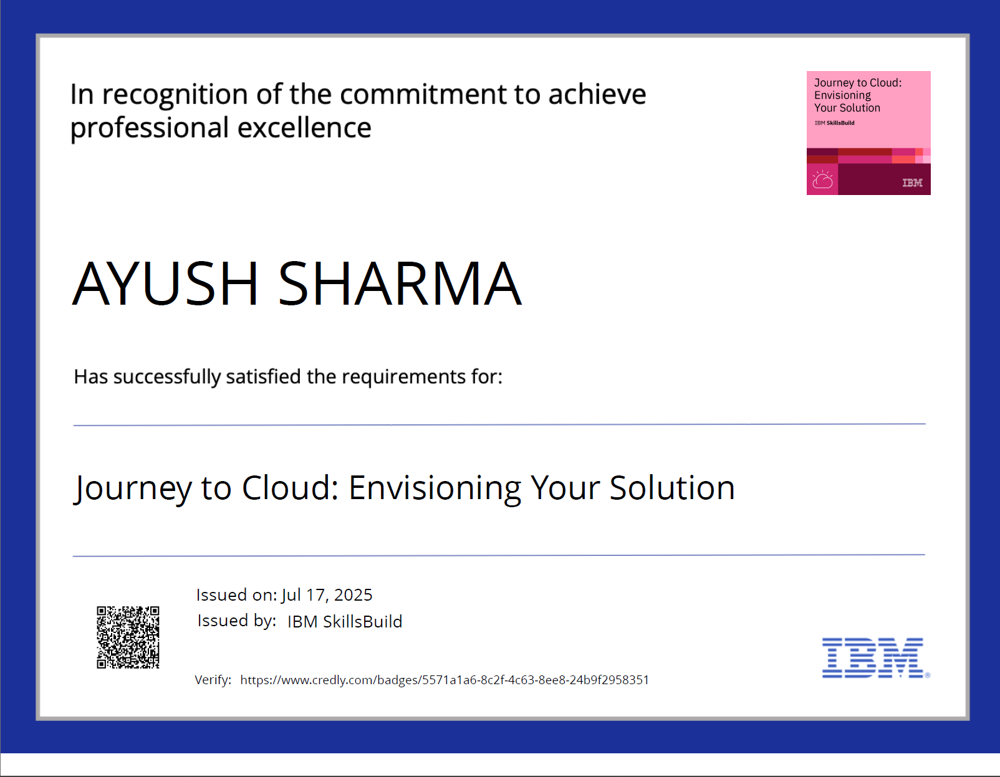 In recognition of the commitment to achieve
professional excellence
Journey to Cloud:
Envisioning
Your Solution
IBM SkillsBuild
IBM
AYUSH SHARMA
Has successfully satisfied the requirements for:
Journey to Cloud: Envisioning Your Solution
Issued on: Jul 17, 2025
Issued by: IBM SkillsBuild
IBM®
Verify: https://www.credly.com/badges/5571a1a6-8c2f-4c63-8ee8-24b9f2958351